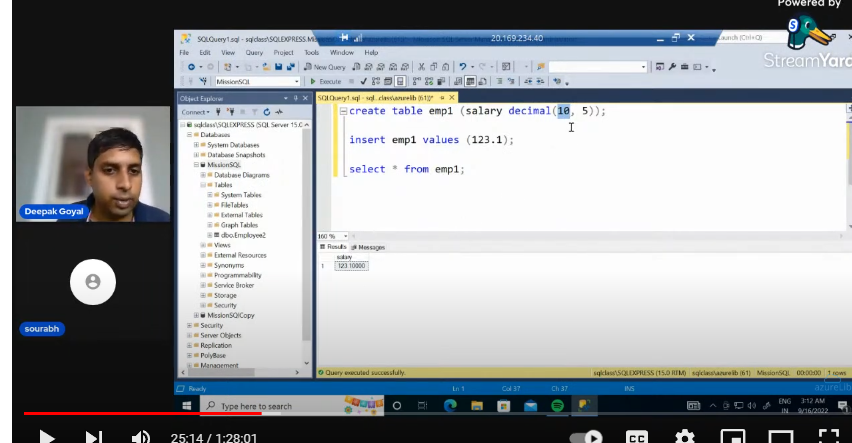 Powered by
StreamYard
SQLQuery1.sql - sqlclass\SQLEXPRESS.Mi
20.169.234.40
Launch (Ctrl+Q)
File Edit View Query Project Tools Window Help
New Query
MissionSQL
Execute
Object Explorer
SQLQuery1.sql - sql...class\azurelib (61))*
Connect
sqlclass\SQLEXPRESS (SQL Server 15.0
Databases
System Databases
Database Snapshots
MissionSQL
Database Diagrams
Tables
System Tables
FileTables
External Tables
Graph Tables
dbo.Employee2
Views
External Resources
Synonyms
Programmability
Service Broker
Storage
Security
MissionSQLCopy
Security
Server Objects
Replication
PolyBase
Management
create table emp1 (salary decimal(10, 5));
insert emp1 values (123.1);
select * from emp1;
160 %
Results Messages
salary
1 123.10000
Query executed successfully.
sqlclass\SQLEXPRESS (15.0 RTM) sqlclass\azurelib (61) MissionSQL 00:00:00 1 rows
Ready
Ln 1 Col 37 Ch 37 INS
azureLib
Type here to search
ENG
IN
3:12 AM
9/16/2022
Deepak Goyal
sourabh
25:14 / 1:28:01
CC